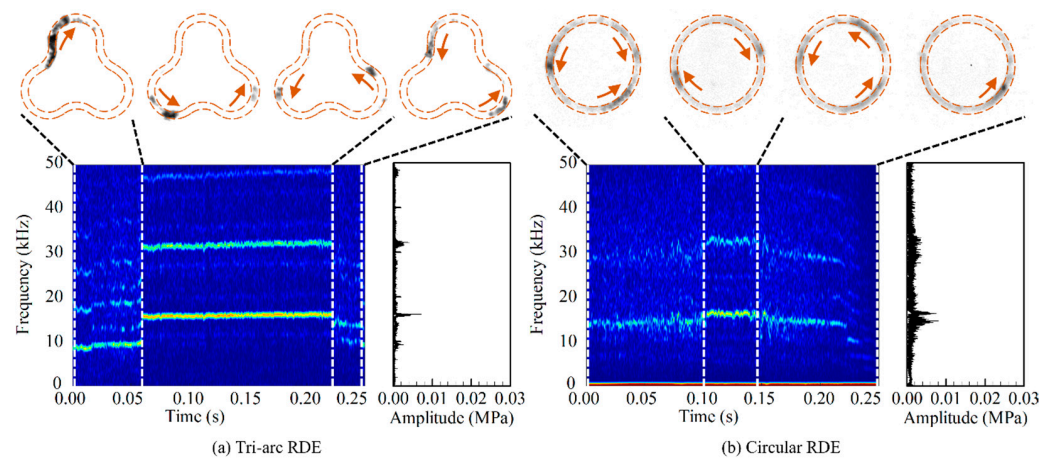 50
40
30
20
10
0
Frequency (kHz)
0.00 0.05 0.10 0.15 0.20 0.25
Time (s)
0 0.01 0.02 0.03
Amplitude (MPa)
(a) Tri-arc RDE
50
40
30
20
10
0
Frequency (kHz)
0.00 0.05 0.10 0.15 0.20 0.25
Time (s)
0 0.01 0.02 0.03
Amplitude (MPa)
(b) Circular RDE